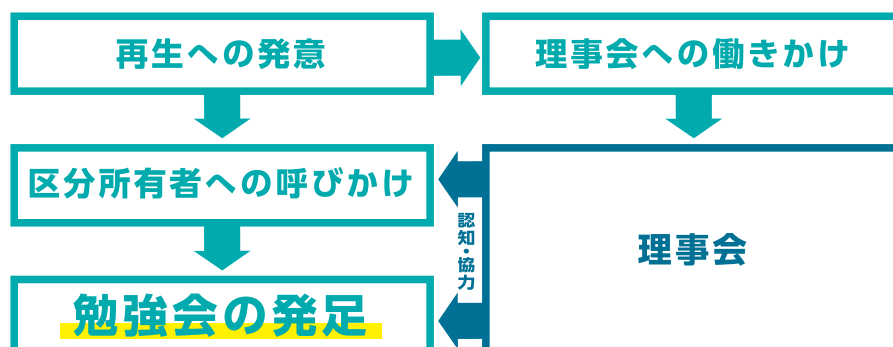 再生への発意
理事会への働きかけ
区分所有者への呼びかけ
認知・協力
理事会
勉強会の発足